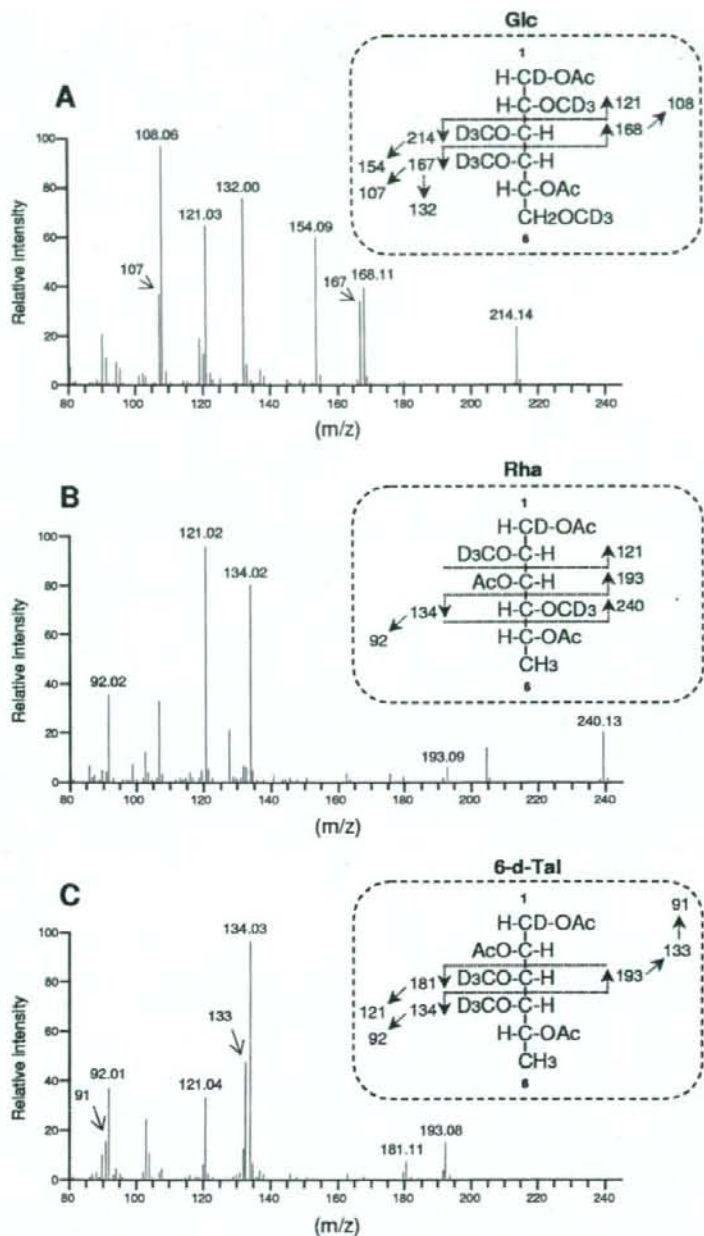 Glc
A
1
H-CD-OAc
H-C-OCD3
121
D3CO-C-H
214
168
108
D3CO-C-H
154
167
107
H-C-OAc
132
CH2OCD3
6
100
80
60
40
20
0
Relative intensity
108.06
132.00
121.03
154.09
107
167
168.11
214.14
80 100 120 140 160 180 200 220 240
(m/z)
Rha
B
1
H-CD-OAc
D3CO-C-H
121
AcO-C-H
193
H-C-OCD3
240
134
92
H-C-OAc
CH3
6
100
80
60
40
20
0
Relative intensity
121.02
134.02
92.02
193.09
240.13
80 100 120 140 160 180 200 220 240
(m/z)
6-d-Tal
C
1
91
H-CD-OAc
AcO-C-H
133
181
D3CO-C-H
193
121
134
D3CO-C-H
92
H-C-OAc
CH3
6
100
80
60
40
20
0
Relative intensity
134.03
133
92.01
91
121.04
181.11
193.08
80 100 120 140 160 180 200 220 240
(m/z)